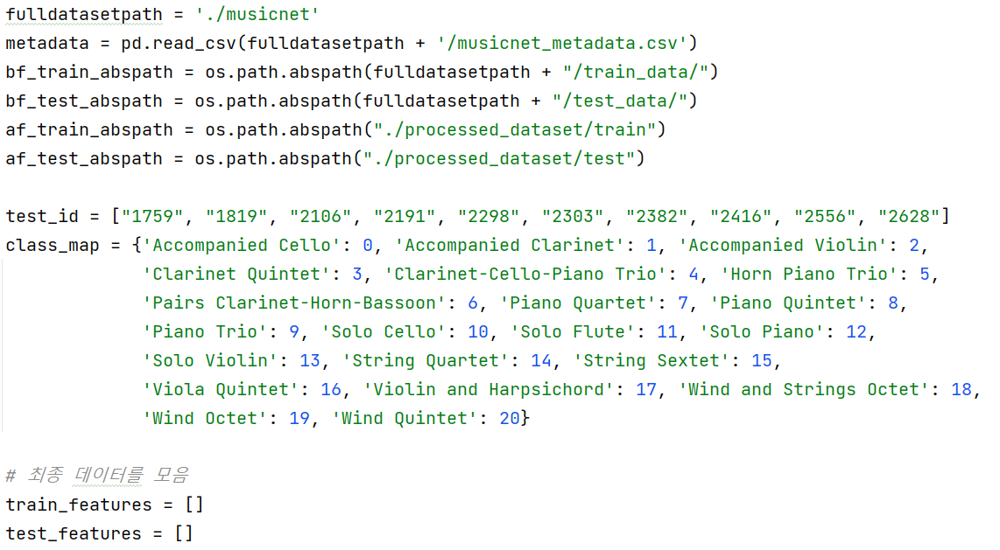 fulldatasetpath = './musicnet'
metadata = pd.read_csv(fulldatasetpath + '/musicnet_metadata.csv')
bf_train_abspath = os.path.abspath(fulldatasetpath + "/train_data/")
bf_test_abspath = os.path.abspath(fulldatasetpath + "/test_data/")
af_train_abspath = os.path.abspath("./processed_dataset/train")
af_test_abspath = os.path.abspath("./processed_dataset/test")
test_id = ["1759", "1819", "2106", "2191", "2298", "2303", "2382", "2416", "2556", "2628"]
class_map = {'Accompanied Cello': 0, 'Accompanied Clarinet': 1, 'Accompanied Violin': 2,
'Clarinet Quintet': 3, 'Clarinet-Cello-Piano Trio': 4, 'Horn Piano Trio': 5,
'Pairs Clarinet-Horn-Bassoon': 6, 'Piano Quartet': 7, 'Piano Quintet': 8,
'Piano Trio': 9, 'Solo Cello': 10, 'Solo Flute': 11, 'Solo Piano': 12,
'Solo Violin': 13, 'String Quartet': 14, 'String Sextet': 15,
'Viola Quintet': 16, 'Violin and Harpsichord': 17, 'Wind and Strings Octet': 18,
'Wind Octet': 19, 'Wind Quintet': 20}
# 최종 데이터를 모음
train_features = []
test_features = []